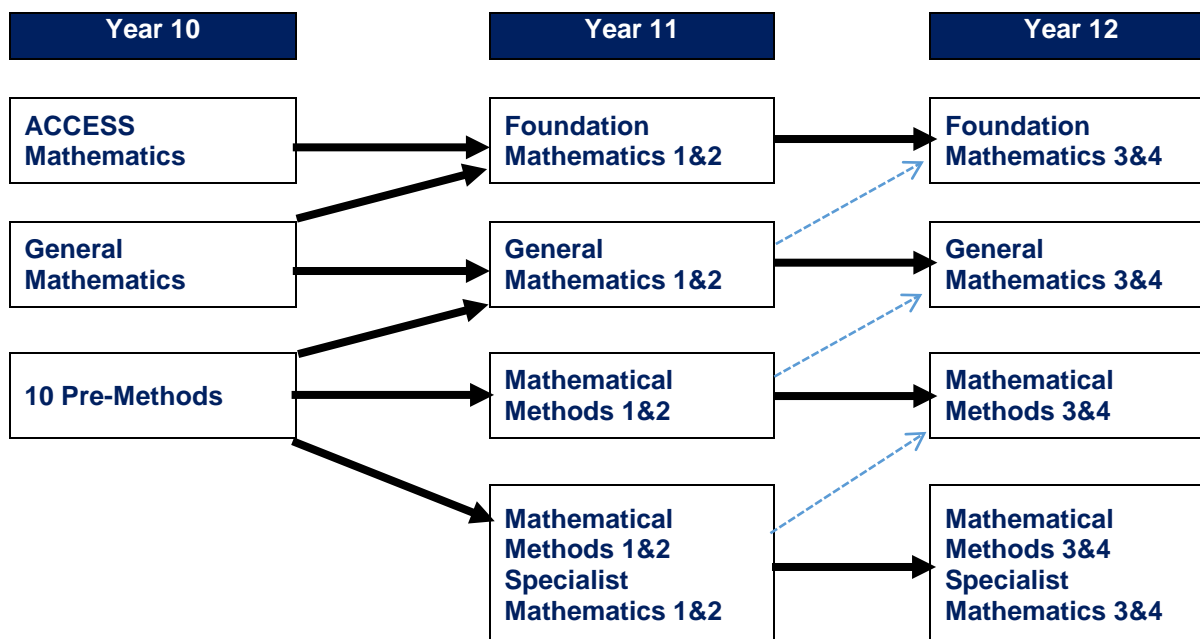 Year 10
Year 11
Year 12
ACCESS
Mathematics
Foundation
Mathematics 1&2
Foundation
Mathematics 3&4
General
Mathematics
General
Mathematics 1&2
General
Mathematics 3&4
10 Pre-Methods
Mathematical
Methods 1&2
Mathematical
Methods 3&4
Mathematical
Methods 1&2
Specialist
Mathematics 1&2
Mathematical
Methods 3&4
Specialist
Mathematics 3&4